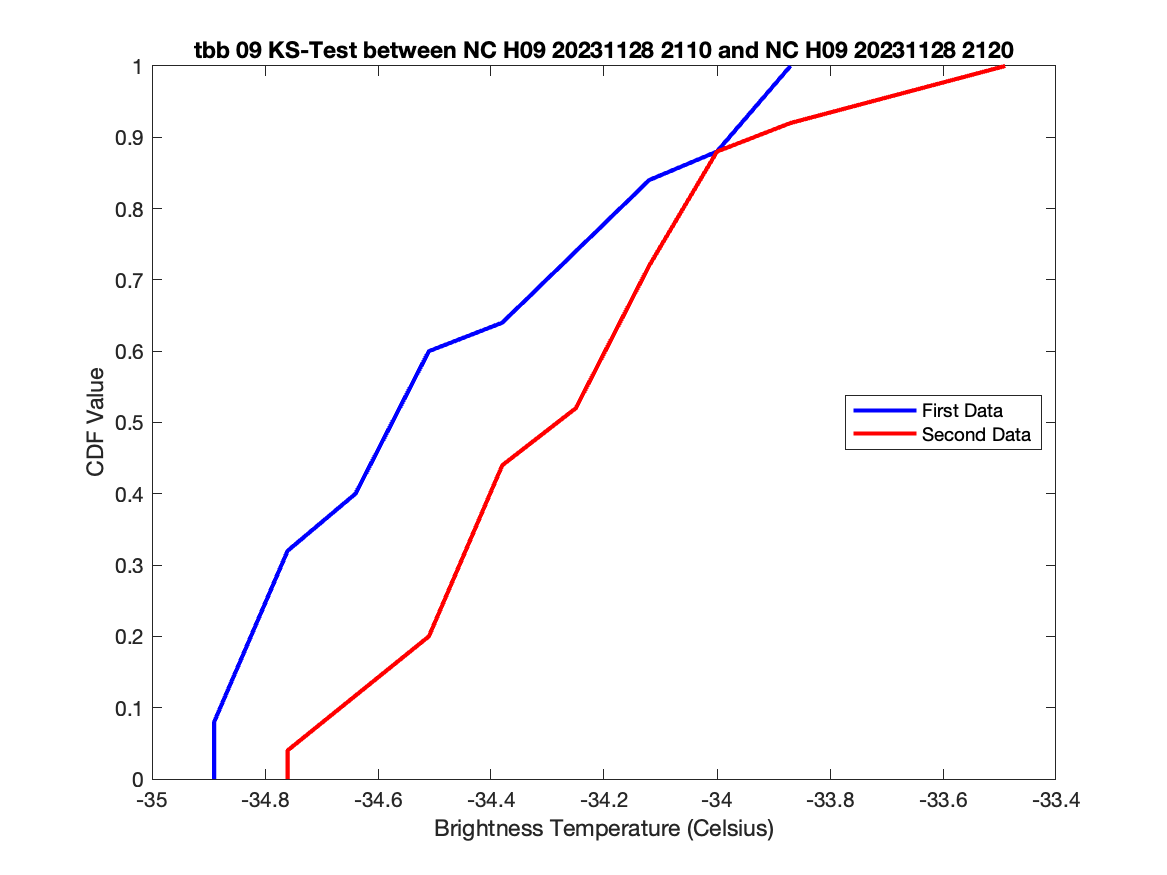 tbb 09 KS-Test between NC H09 20231128 2110 and NC H09 20231128 2120
1
0.9
0.8
0.7
0.6
0.5
0.4
0.3
0.2
0.1
0
CDF Value
First Data
Second Data
-35 -34.8 -34.6 -34.4 -34.2 -34 -33.8 -33.6 -33.4
Brightness Temperature (Celsius)